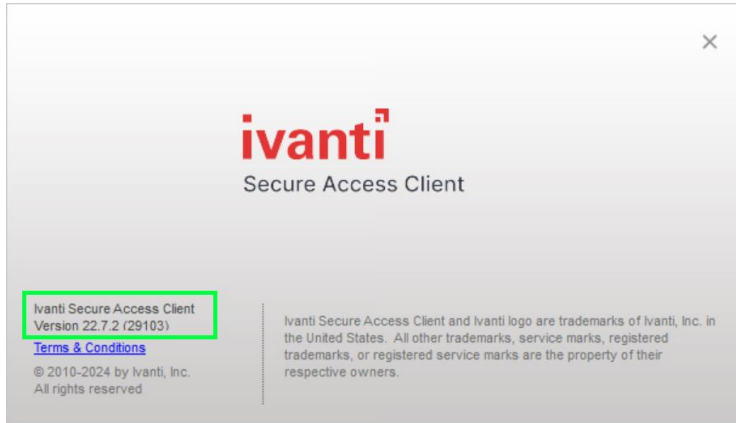 ivanti
Secure Access Client
Ivanti Secure Access Client
Version 22.7.2 (29103)
Terms & Conditions
© 2010-2024 by Ivanti, Inc.
All rights reserved
Ivanti Secure Access Client and Ivanti logo are trademarks of Ivanti, Inc. in
the United States. All other trademarks, service marks, registered
trademarks, or registered service marks are the property of their
respective owners.